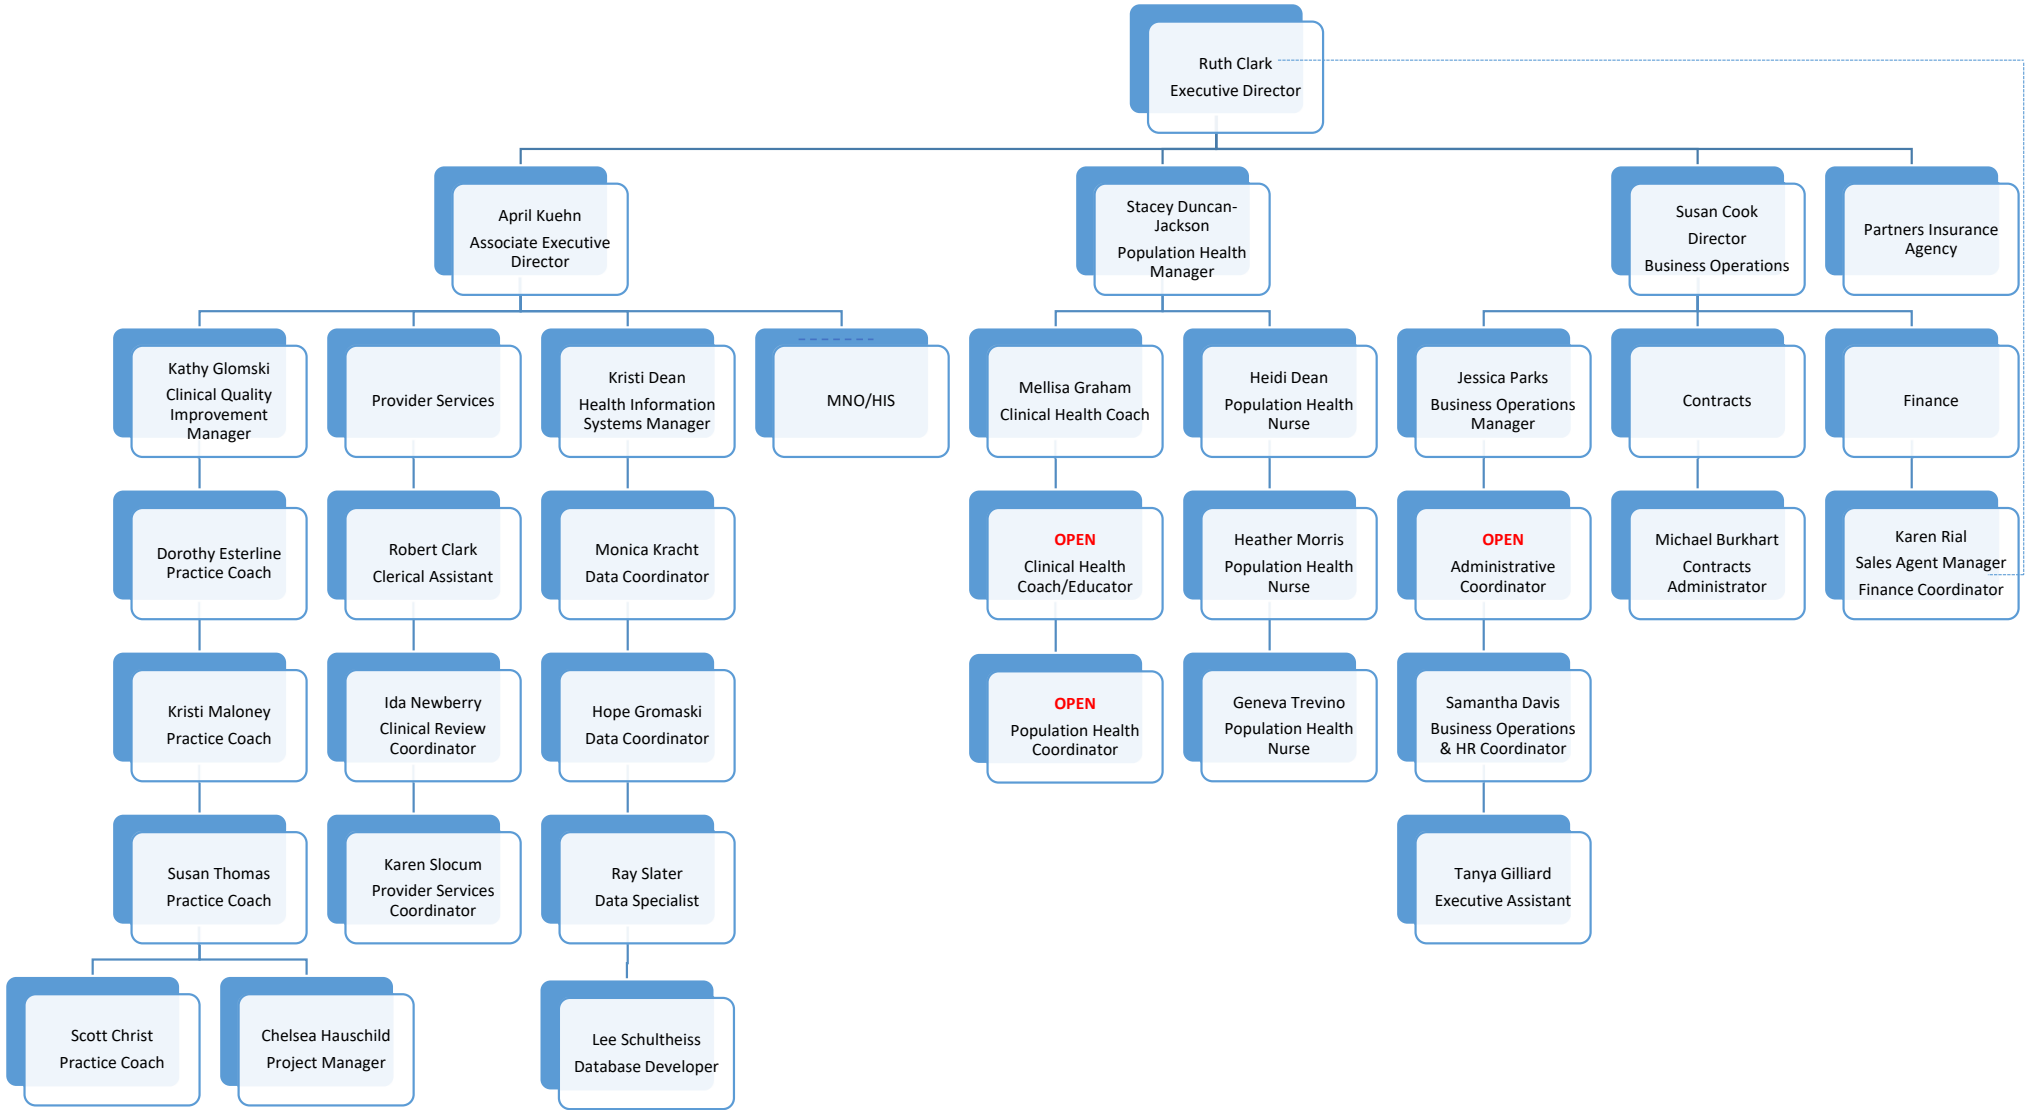 Ruth Clark
Executive Director
April Kuehn
Associate Executive
Director
Stacey Duncan-
Jackson
Population Health
Manager
Susan Cook
Director
Business Operations
Partners Insurance
Agency
Kathy Glomski
Clinical Quality
Improvement
Manager
Provider Services
Kristi Dean
Health Information
Systems Manager
MNO/HIS
Mellisa Graham
Clinical Health Coach
Heidi Dean
Population Health
Nurse
Jessica Parks
Business Operations
Manager
Contracts
Finance
Dorothy Esterline
Practice Coach
Robert Clark
Clerical Assistant
Monica Kracht
Data Coordinator
OPEN
Clinical Health
Coach/Educator
Heather Morris
Population Health
Nurse
OPEN
Administrative
Coordinator
Michael Burkhart
Contracts
Administrator
Karen Rial
Sales Agent Manager
Finance Coordinator
Kristi Maloney
Practice Coach
Ida Newberry
Clinical Review
Coordinator
Hope Gromaski
Data Coordinator
OPEN
Population Health
Coordinator
Geneva Trevino
Population Health
Nurse
Samantha Davis
Business Operations
& HR Coordinator
Susan Thomas
Practice Coach
Karen Slocum
Provider Services
Coordinator
Ray Slater
Data Specialist
Tanya Gilliard
Executive Assistant
Scott Christ
Practice Coach
Chelsea Hauschild
Project Manager
Lee Schultheiss
Database Developer